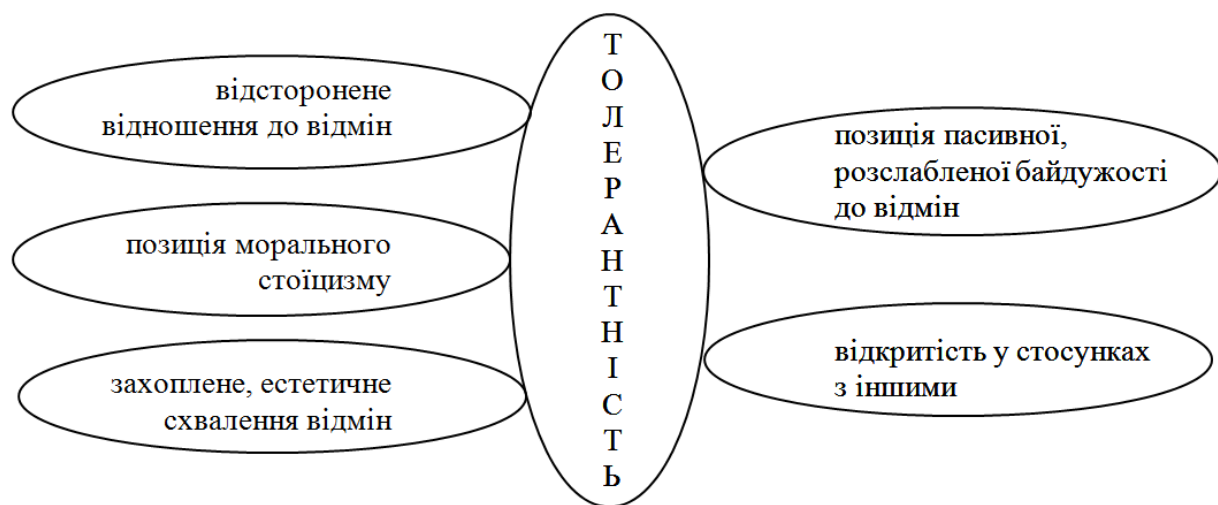 відсторонене
відношення до відмін
позиція морального
стоїцизму
захоплене, естетичне
схвалення відмін
Т
О
Л
Е
Р
А
Н
Т
Н
І
С
Т
Ь
позиція пасивної,
розслабленої байдужості
до відмін
відкритість у стосунках
з іншими